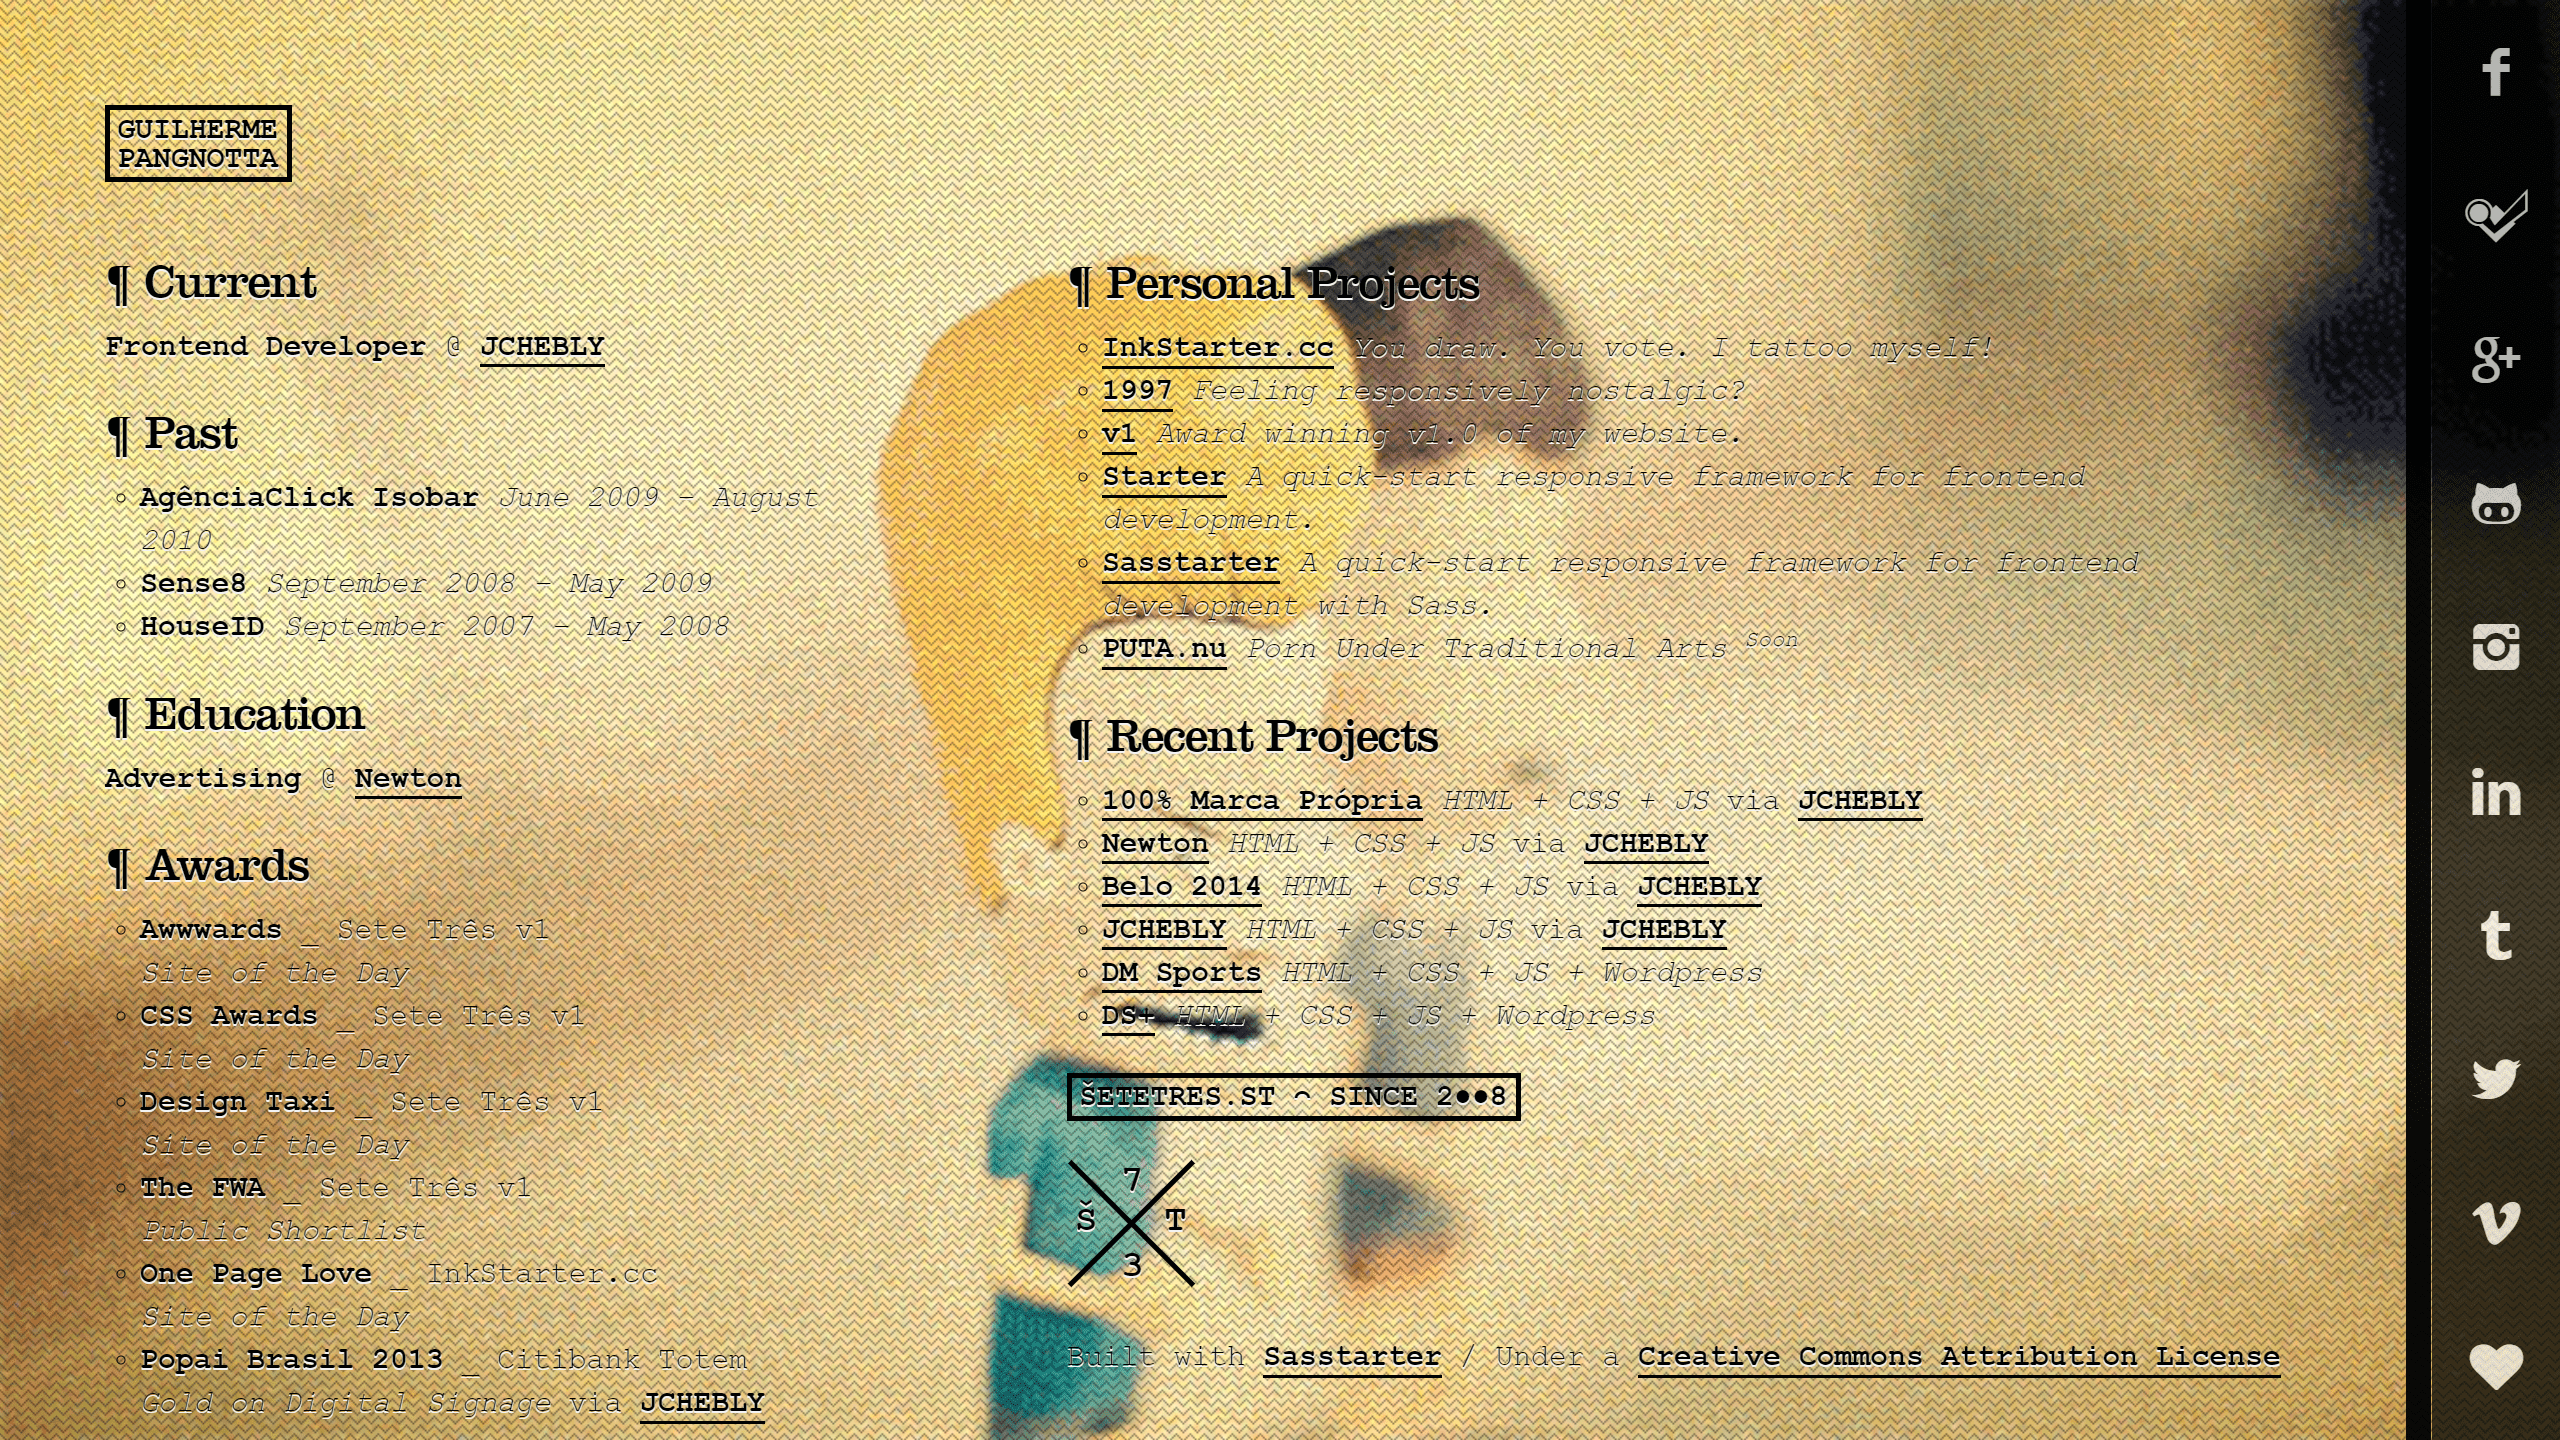 GUILHERME
PANGNOTTA
¶ Current
Frontend Developer @ JCHEBLY
¶ Past
AgênciaClick Isobar June 2009 – August
2010
Sense8 September 2008 – May 2009
HouseID September 2007 – May 2008
¶ Education
Advertising @ Newton
¶ Awards
Awwwards _ Sete Três v1
Site of the Day
CSS Awards _ Sete Três v1
Site of the Day
Design Taxi _ Sete Três v1
Site of the Day
The FWA _ Sete Três v1
Public Shortlist
One Page Love _ InkStarter.cc
Site of the Day
Popai Brasil 2013 _ Citibank Totem
Gold on Digital Signage via JCHEBLY
¶ Personal Projects
InkStarter.cc You draw. You vote. I tattoo myself!
1997 Feeling responsively nostalgic?
v1 Award winning v1.0 of my website.
Starter A quick-start responsive framework for frontend
development.
Sasstarter A quick-start responsive framework for frontend
development with Sass.
PUTA.nu Porn Under Traditional Arts Soon
¶ Recent Projects
100% Marca Própria HTML + CSS + JS via JCHEBLY
Newton HTML + CSS + JS via JCHEBLY
Belo 2014 HTML + CSS + JS via JCHEBLY
JCHEBLY HTML + CSS + JS via JCHEBLY
DM Sports HTML + CSS + JS + Wordpress
DS+ HTML + CSS + JS + Wordpress
ŠETETRES.ST ⌢ SINCE 2●●8
7
Š T
3
Built with Sasstarter / Under a Creative Commons Attribution License